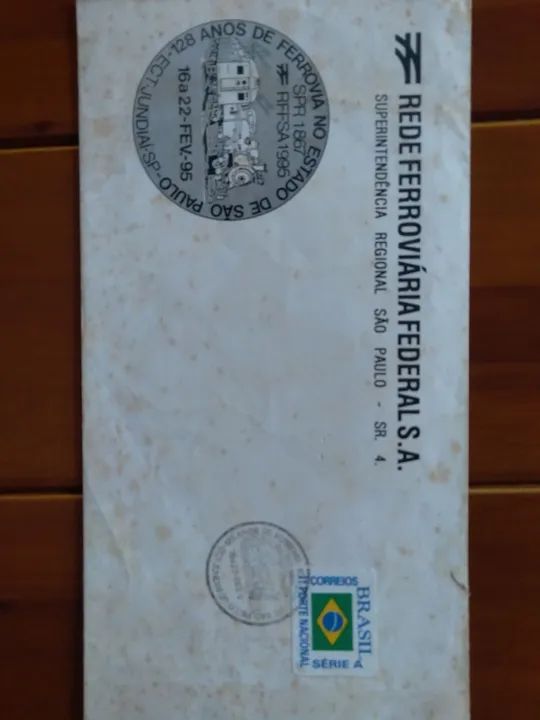 REDE FERROVIÁRIA FEDERAL S.A.
SUPERINTENDÊNCIA REGIONAL SÃO PAULO - SR. 4.
128 ANOS DE FERROVIA NO ESTADO DE SÃO PAULO - ECT/JUNDIAÍ-SP -
SPR 1867
RFFSA 1995
16 a 22-FEV.-95
BRASIL
CORREIOS
1º PORTE NACIONAL
SÉRIE A